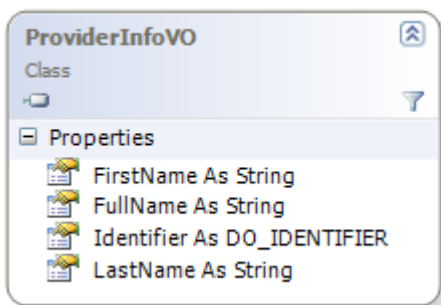 ProviderInfoVO
Class
Properties
FirstName As String
FullName As String
Identifier As DO_IDENTIFIER
LastName As String